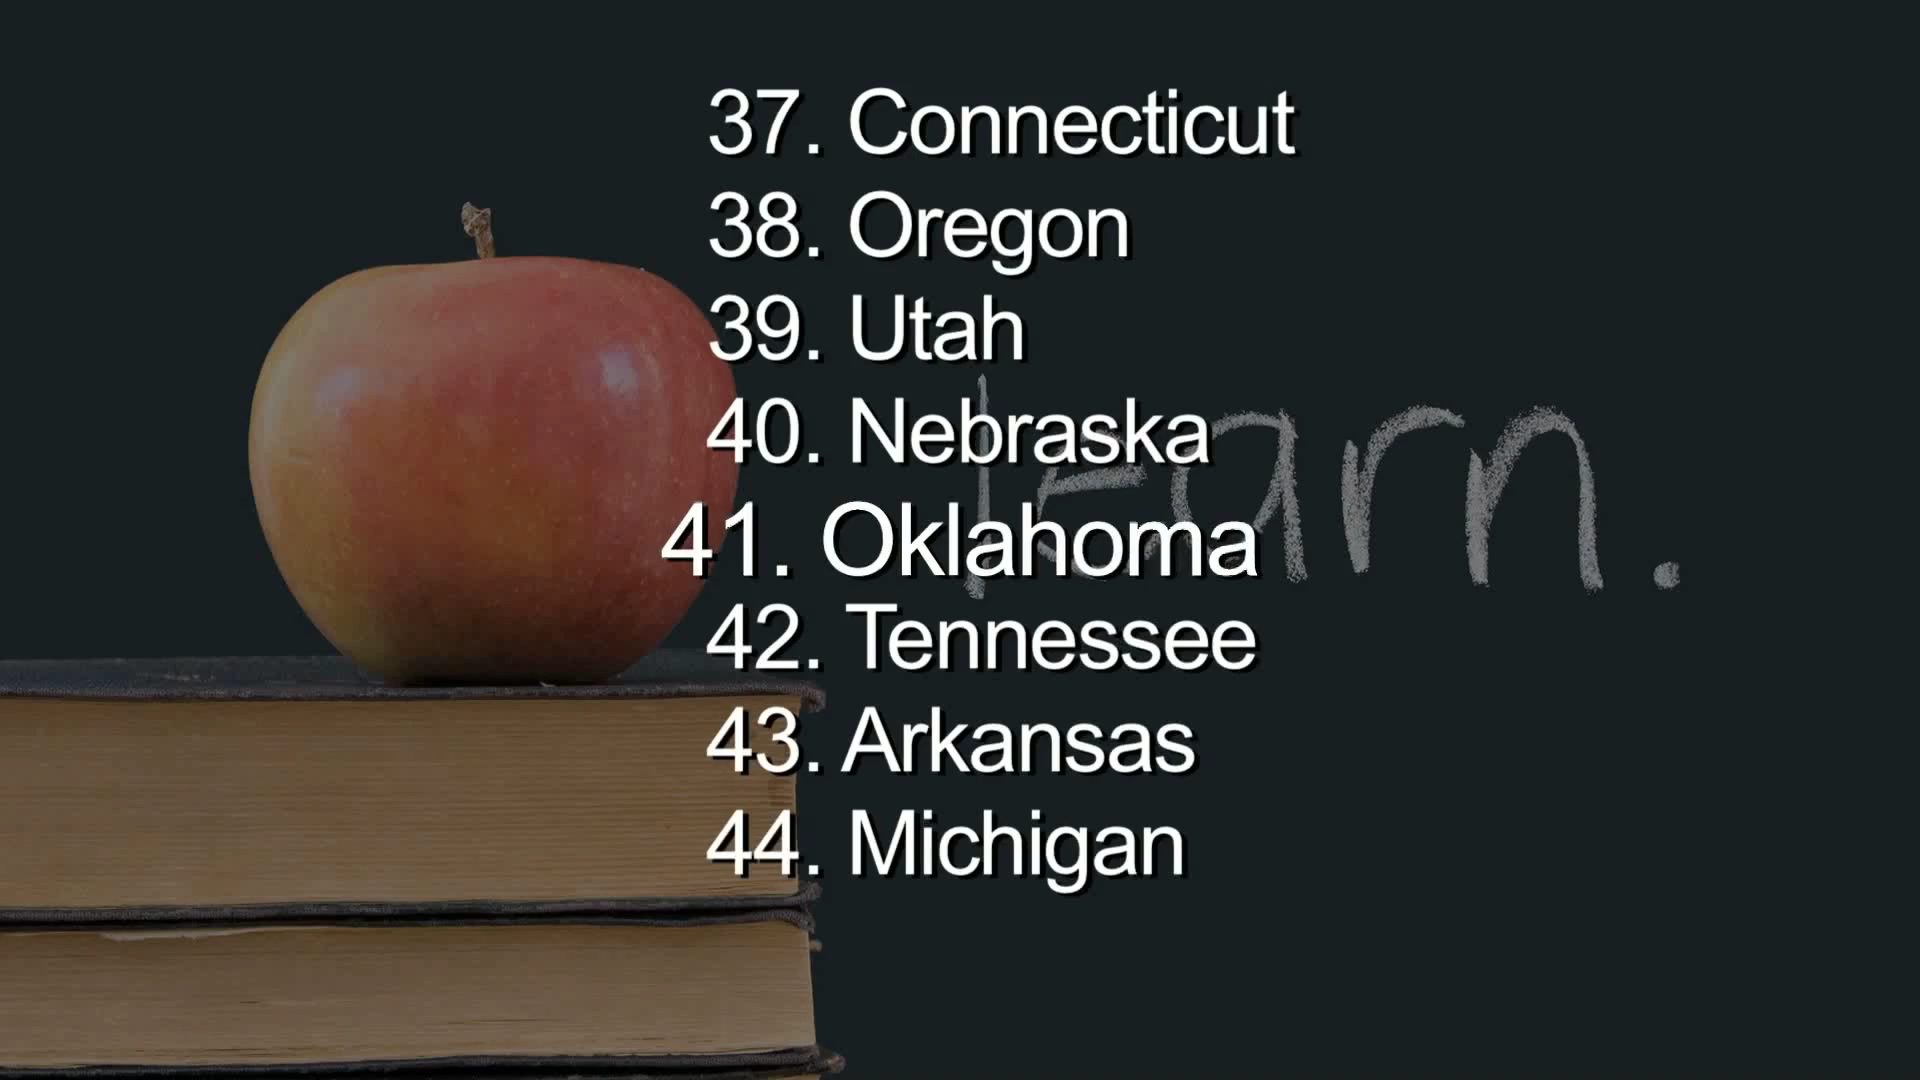 37. Connecticut
38. Oregon
39. Utah
40. Nebraska
41. Oklahoma
42. Tennessee
43. Arkansas
44. Michigan
learn.